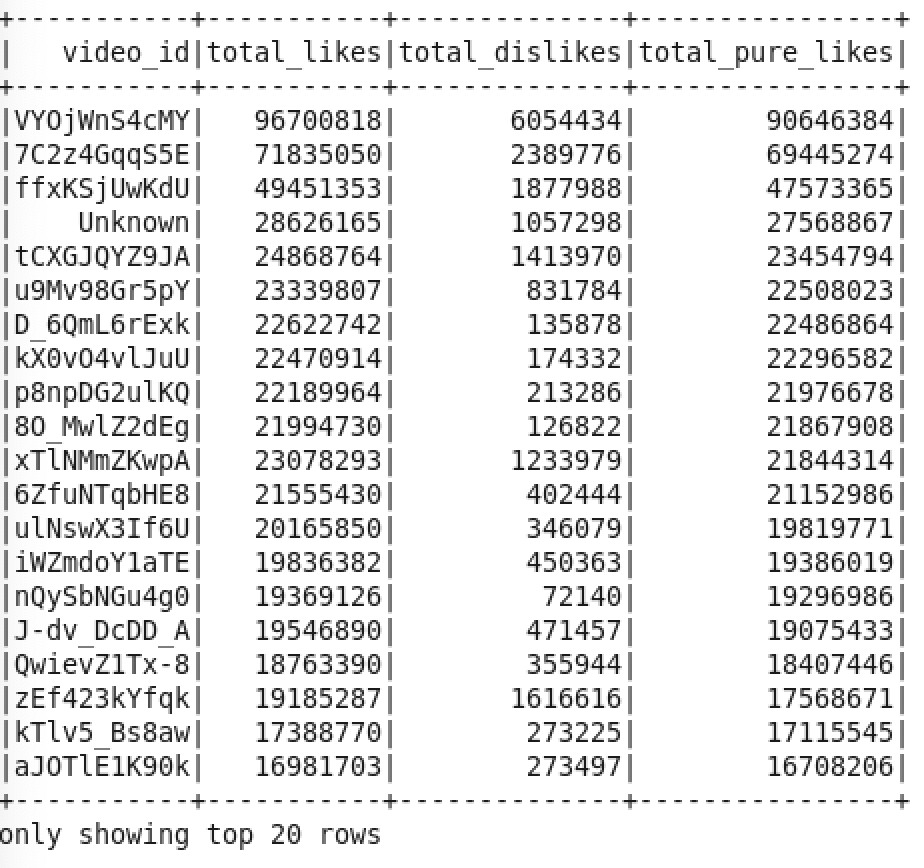 +-----------+-----------+--------------+----------------+
|   video_id|total_likes|total_dislikes|total_pure_likes|
+-----------+-----------+--------------+----------------+
|VYOjWnS4cMY|   96700818|       6054434|        90646384|
|7C2z4GqqS5E|   71835050|       2389776|        69445274|
|ffxKSjUwKdU|   49451353|       1877988|        47573365|
|    Unknown|   28626165|       1057298|        27568867|
|tCXGJQYZ9JA|   24868764|       1413970|        23454794|
|u9Mv98Gr5pY|   23339807|        831784|        22508023|
|D_6QmL6rExk|   22622742|        135878|        22486864|
|kX0vO4vlJuU|   22470914|        174332|        22296582|
|p8npDG2ulKQ|   22189964|        213286|        21976678|
|8O_MwlZ2dEg|   21994730|        126822|        21867908|
|xTlNMmZKwpA|   23078293|       1233979|        21844314|
|6ZfuNTqbHE8|   21555430|        402444|        21152986|
|ulNswX3If6U|   20165850|        346079|        19819771|
|iWZmdoY1aTE|   19836382|        450363|        19386019|
|nQySbNGu4g0|   19369126|         72140|        19296986|
|J-dv_DcDD_A|   19546890|        471457|        19075433|
|QwievZ1Tx-8|   18763390|        355944|        18407446|
|zEf423kYfqk|   19185287|       1616616|        17568671|
|kTlv5_Bs8aw|   17388770|        273225|        17115545|
|aJOTlE1K90k|   16981703|        273497|        16708206|
+-----------+-----------+--------------+----------------+
only showing top 20 rows